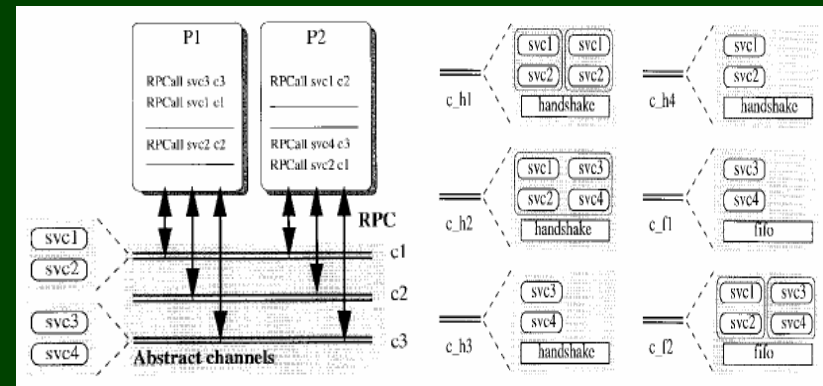 P1
RPCall svc3 c3
RPCall svc1 c1
RPCall svc2 c2
P2
RPCall svc1 c2
RPCall svc4 c3
RPCall svc2 c1
RPC
svc1
svc2
svc3
svc4
c1
c2
c3
Abstract channels
svc1 svc1
svc2 svc2
handshake
c_h1
svc1 svc3
svc2 svc4
handshake
c_h2
svc3
svc4
handshake
c_h3
svc1
svc2
handshake
c_h4
svc3
svc4
fifo
c_f1
svc1 svc3
svc2 svc4
fifo
c_f2